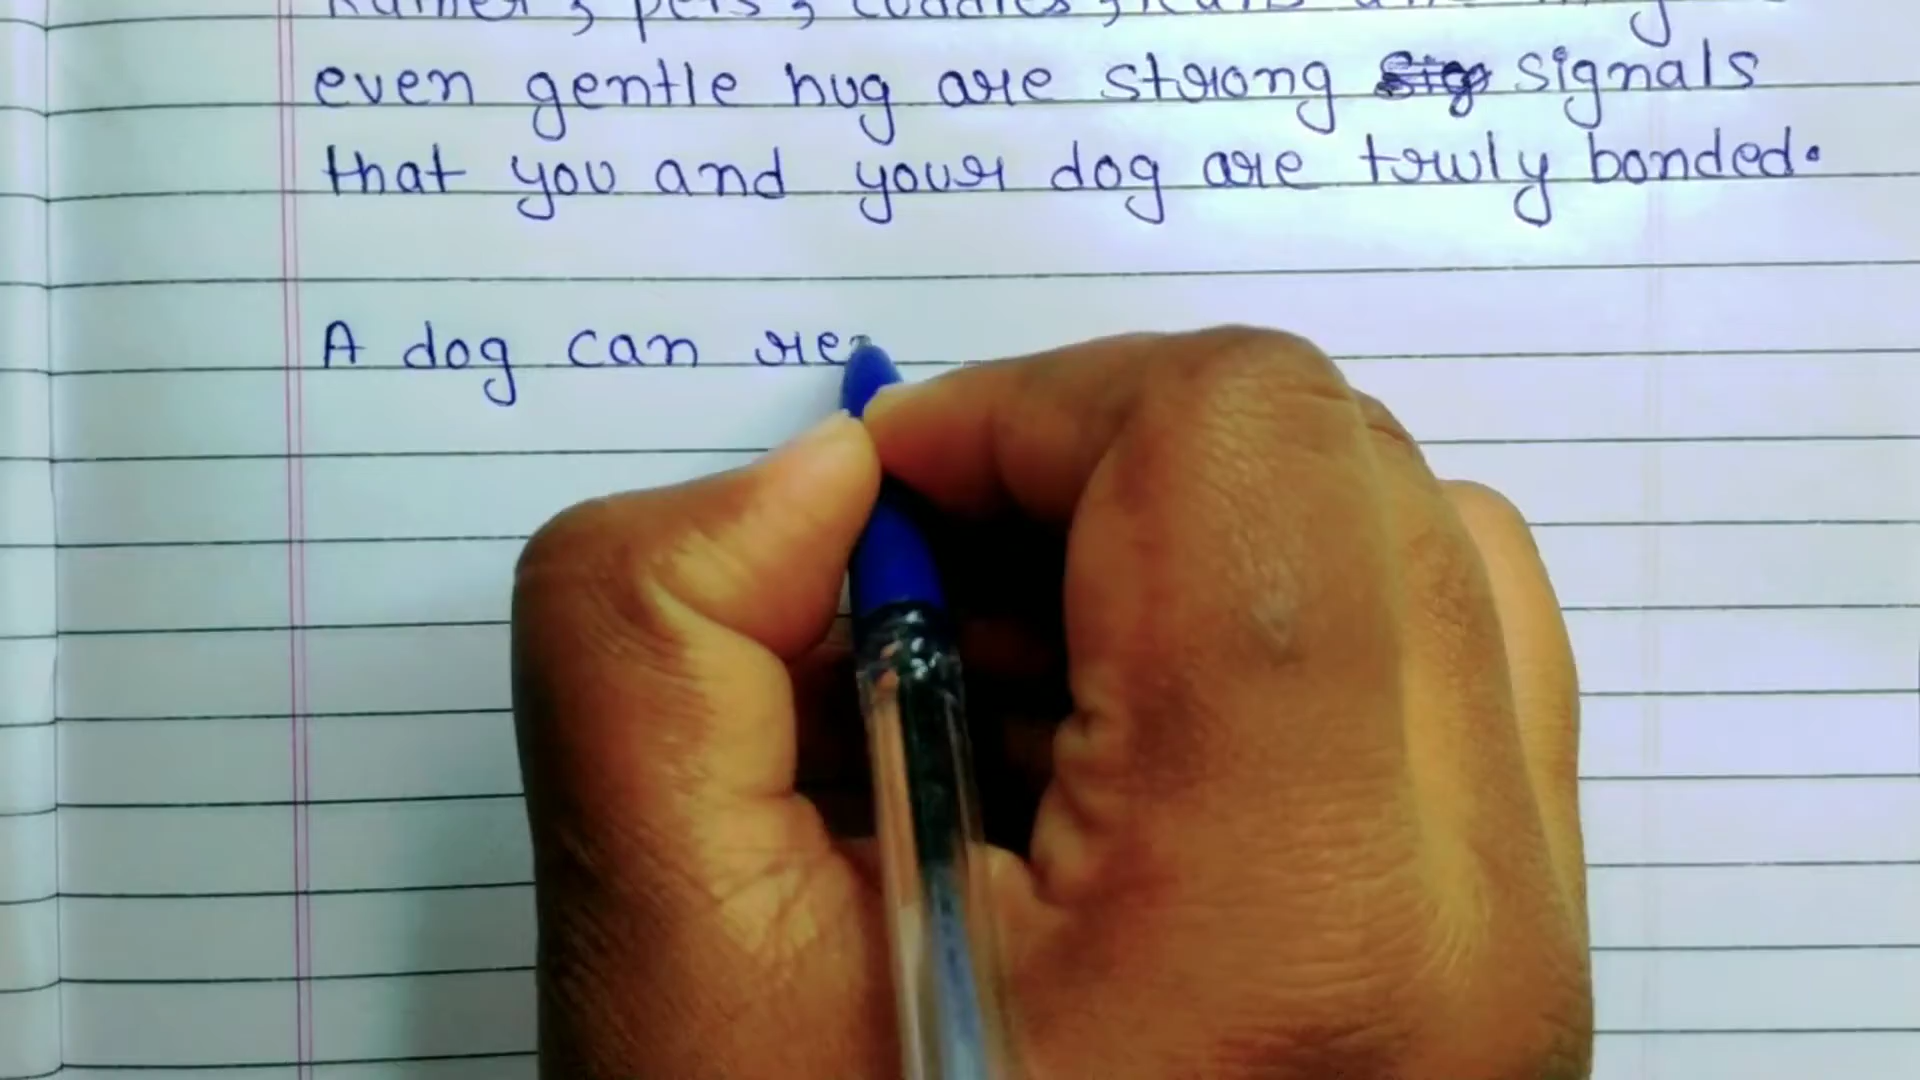 even gentle hug are strong signals
that you and your dog are truly bonded.
A dog can re